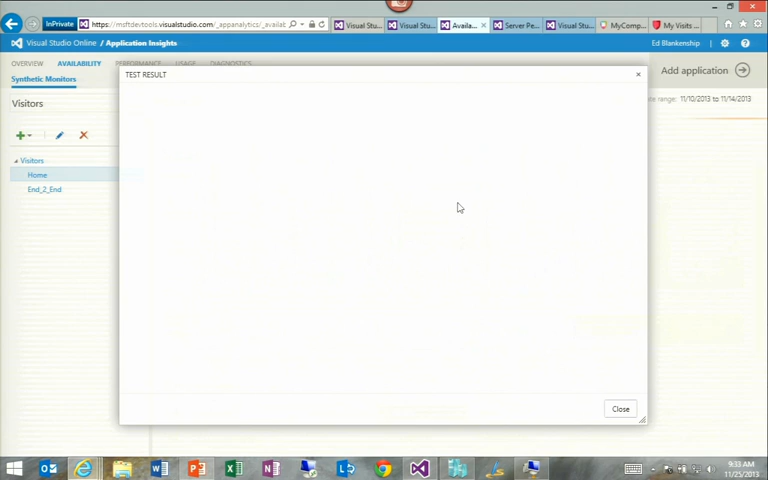 InPrivate
https://msftdevtools.visualstudio.com/_appanalytics/_availab
Visual Stu...
Visual Stu...
Availa...
Server Pe...
Visual Stu...
MyComp...
My Visits ...
Visual Studio Online / Application Insights
Ed Blankenship
OVERVIEW
AVAILABILITY
PERFORMANCE
USAGE
DIAGNOSTICS
Synthetic Monitors
Add application
Visitors
TEST RESULT
te range: 11/10/2013 to 11/14/2013
Visitors
Home
End_2_End
Close
9:33 AM
11/25/2013